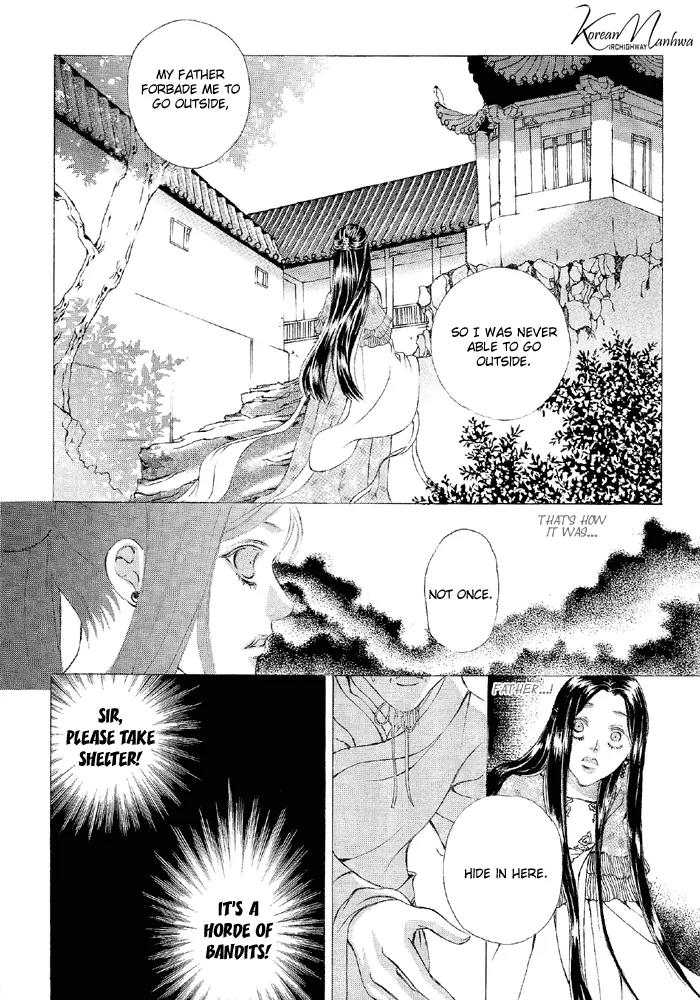 Korean Manhwa
IRCHIGHWAY
MY FATHER
FORBADE ME TO
GO OUTSIDE,
SO I WAS NEVER
ABLE TO GO
OUTSIDE.
THAT'S HOW
IT WAS...
NOT ONCE.
SIR,
PLEASE TAKE
SHELTER!
IT'S A
HORDE OF
BANDITS!
FATHER...!
HIDE IN HERE.